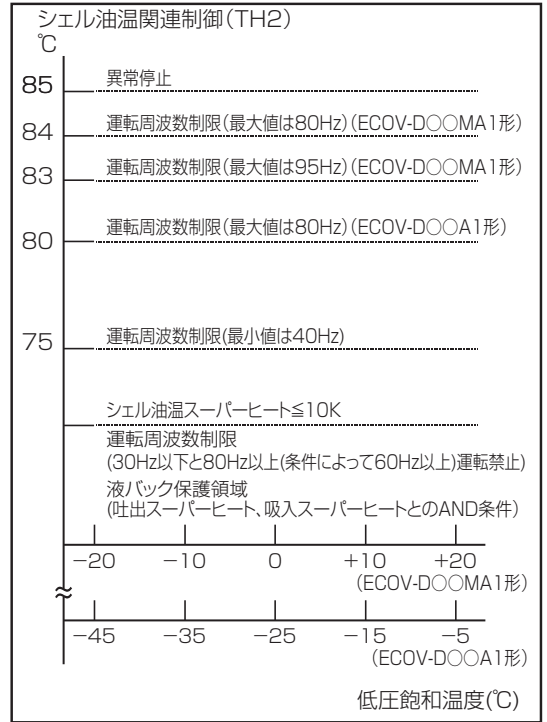 シェル油温関連制御(TH2)
℃
85 異常停止
84 運転周波数制限(最大値は80Hz)(ECOV-D○○MA1形)
83 運転周波数制限(最大値は95Hz)(ECOV-D○○MA1形)
80 運転周波数制限(最大値は80Hz)(ECOV-D○○A1形)
75 運転周波数制限(最小値は40Hz)
シェル油温スーパーヒート≦10K
運転周波数制限
(30Hz以下と80Hz以上(条件によって60Hz以上)運転禁止)
液バック保護領域
(吐出スーパーヒート、吸入スーパーヒートとのAND条件)
−20 −10 0 +10 +20
(ECOV-D○○MA1形)
≈
−45 −35 −25 −15 −5
(ECOV-D○○A1形)
低圧飽和温度(℃)